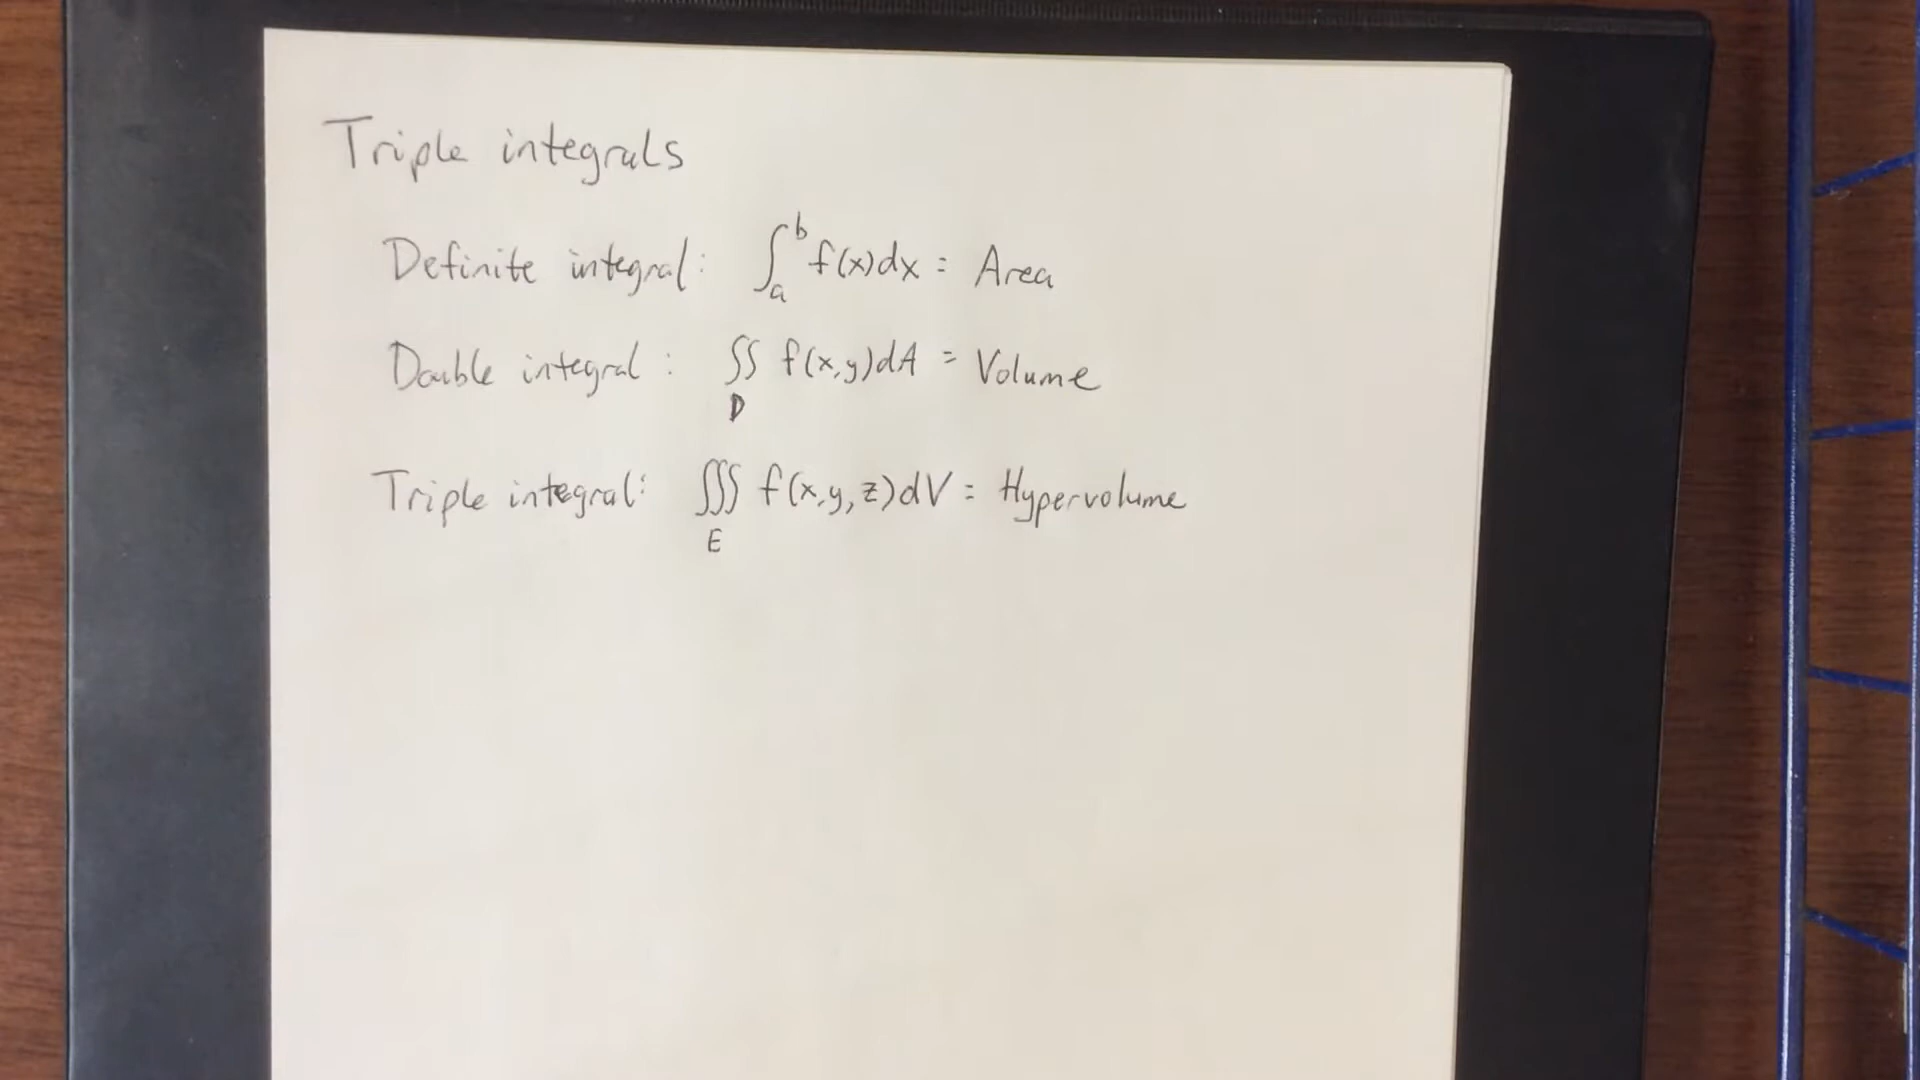 Triple integrals
Definite integral: ∫_a^b f(x)dx = Area
Double integral: ∬_D f(x,y)dA = Volume
Triple integral: ∭_E f(x,y,z)dV = Hypervolume